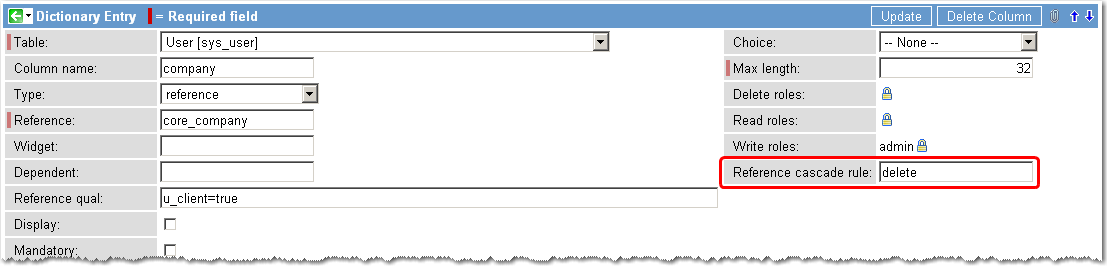 Dictionary Entry = Required field Update Delete Column
Table: User [sys_user] Choice: -- None --
Column name: company Max length: 32
Type: reference Delete roles:
Reference: core_company Read roles:
Widget: Write roles: admin
Dependent: Reference cascade rule: delete
Reference qual: u_client=true
Display:
Mandatory: